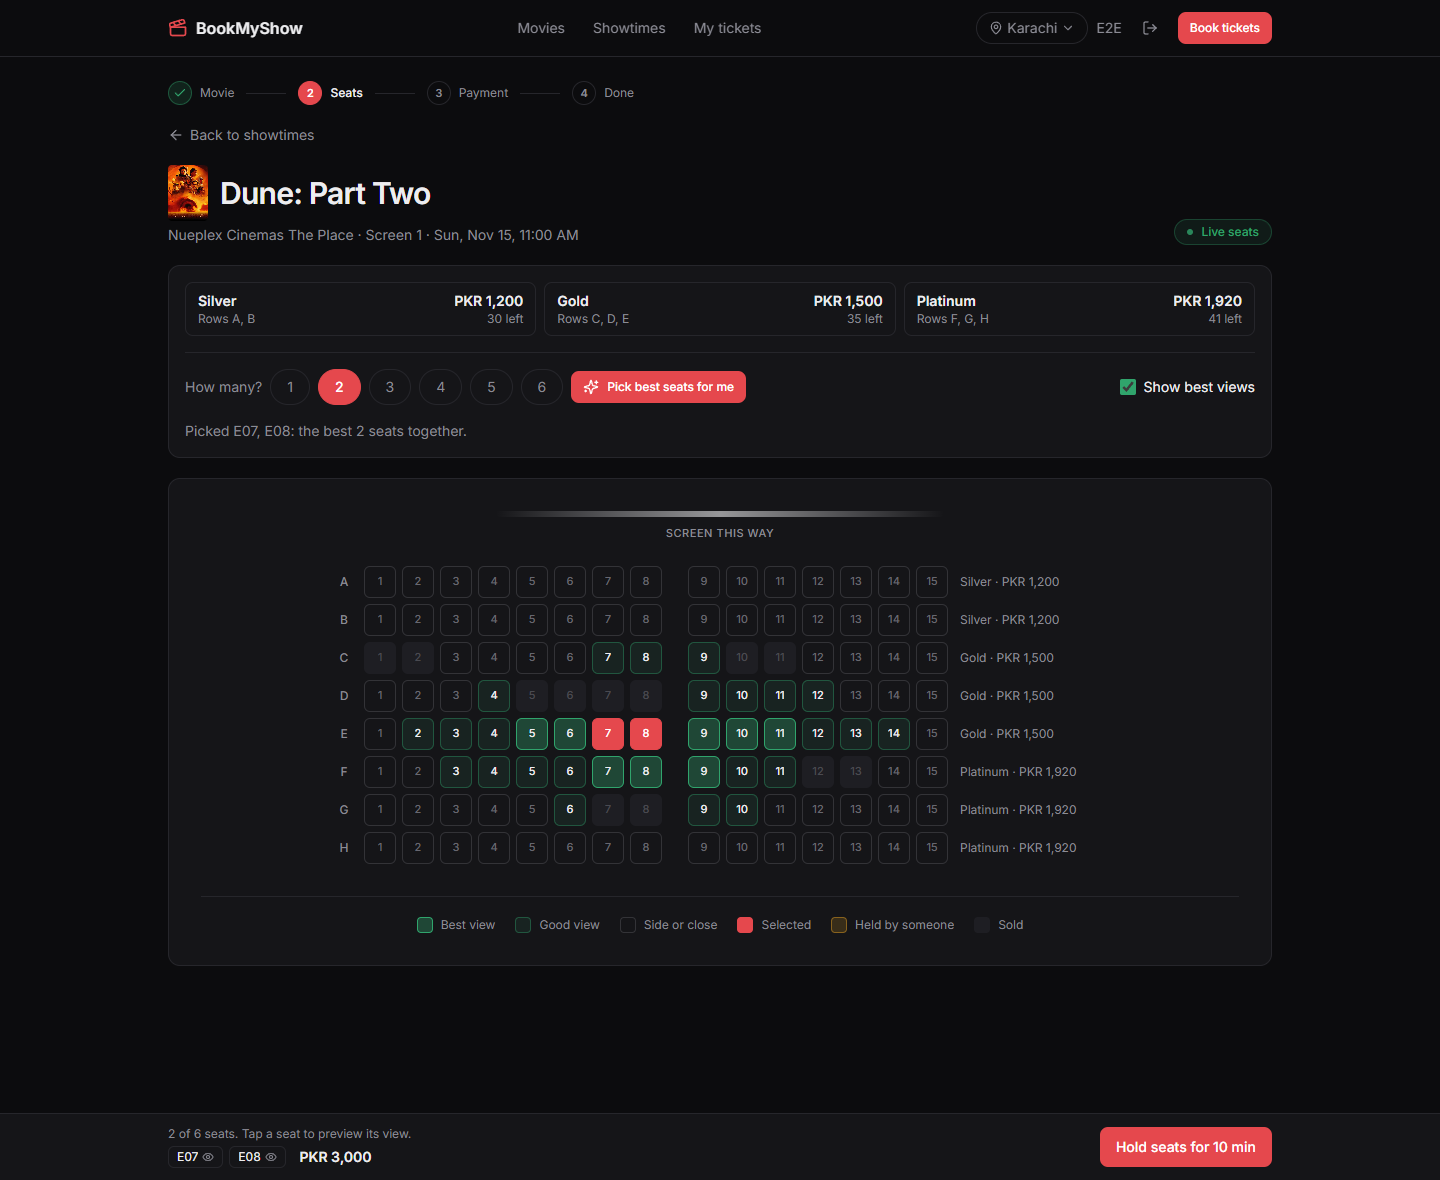 BookMyShow
Movies Showtimes My tickets
Karachi E2E Book tickets
Movie 2 Seats 3 Payment 4 Done
Back to showtimes
Dune: Part Two
Nueplex Cinemas The Place · Screen 1 · Sun, Nov 15, 11:00 AM
Live seats
Silver PKR 1,200 Gold PKR 1,500 Platinum PKR 1,920
Rows A, B 30 left Rows C, D, E 35 left Rows F, G, H 41 left
How many? 1 2 3 4 5 6 Pick best seats for me Show best views
Picked E07, E08: the best 2 seats together.
SCREEN THIS WAY
A 1 2 3 4 5 6 7 8 9 10 11 12 13 14 15 Silver · PKR 1,200
B 1 2 3 4 5 6 7 8 9 10 11 12 13 14 15 Silver · PKR 1,200
C 1 2 3 4 5 6 7 8 9 10 11 12 13 14 15 Gold · PKR 1,500
D 1 2 3 4 5 6 7 8 9 10 11 12 13 14 15 Gold · PKR 1,500
E 1 2 3 4 5 6 7 8 9 10 11 12 13 14 15 Gold · PKR 1,500
F 1 2 3 4 5 6 7 8 9 10 11 12 13 14 15 Platinum · PKR 1,920
G 1 2 3 4 5 6 7 8 9 10 11 12 13 14 15 Platinum · PKR 1,920
H 1 2 3 4 5 6 7 8 9 10 11 12 13 14 15 Platinum · PKR 1,920
Best view Good view Side or close Selected Held by someone Sold
2 of 6 seats. Tap a seat to preview its view.
E07 E08 PKR 3,000
Hold seats for 10 min